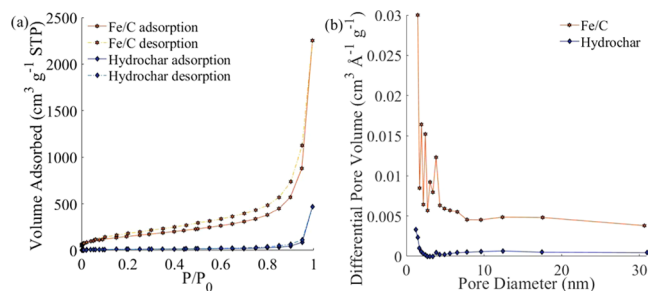 (a)
Fe/C adsorption
Fe/C desorption
Hydrochar adsorption
Hydrochar desorption
Volume Adsorbed (cm³ g⁻¹ STP)
2500
2000
1500
1000
500
0
0 0.2 0.4 0.6 0.8 1
P/P₀
(b)
Fe/C
Hydrochar
Differential Pore Volume (cm³ Å⁻¹ g⁻¹)
0.03
0.025
0.02
0.015
0.01
0.005
0
0 10 20 30
Pore Diameter (nm)